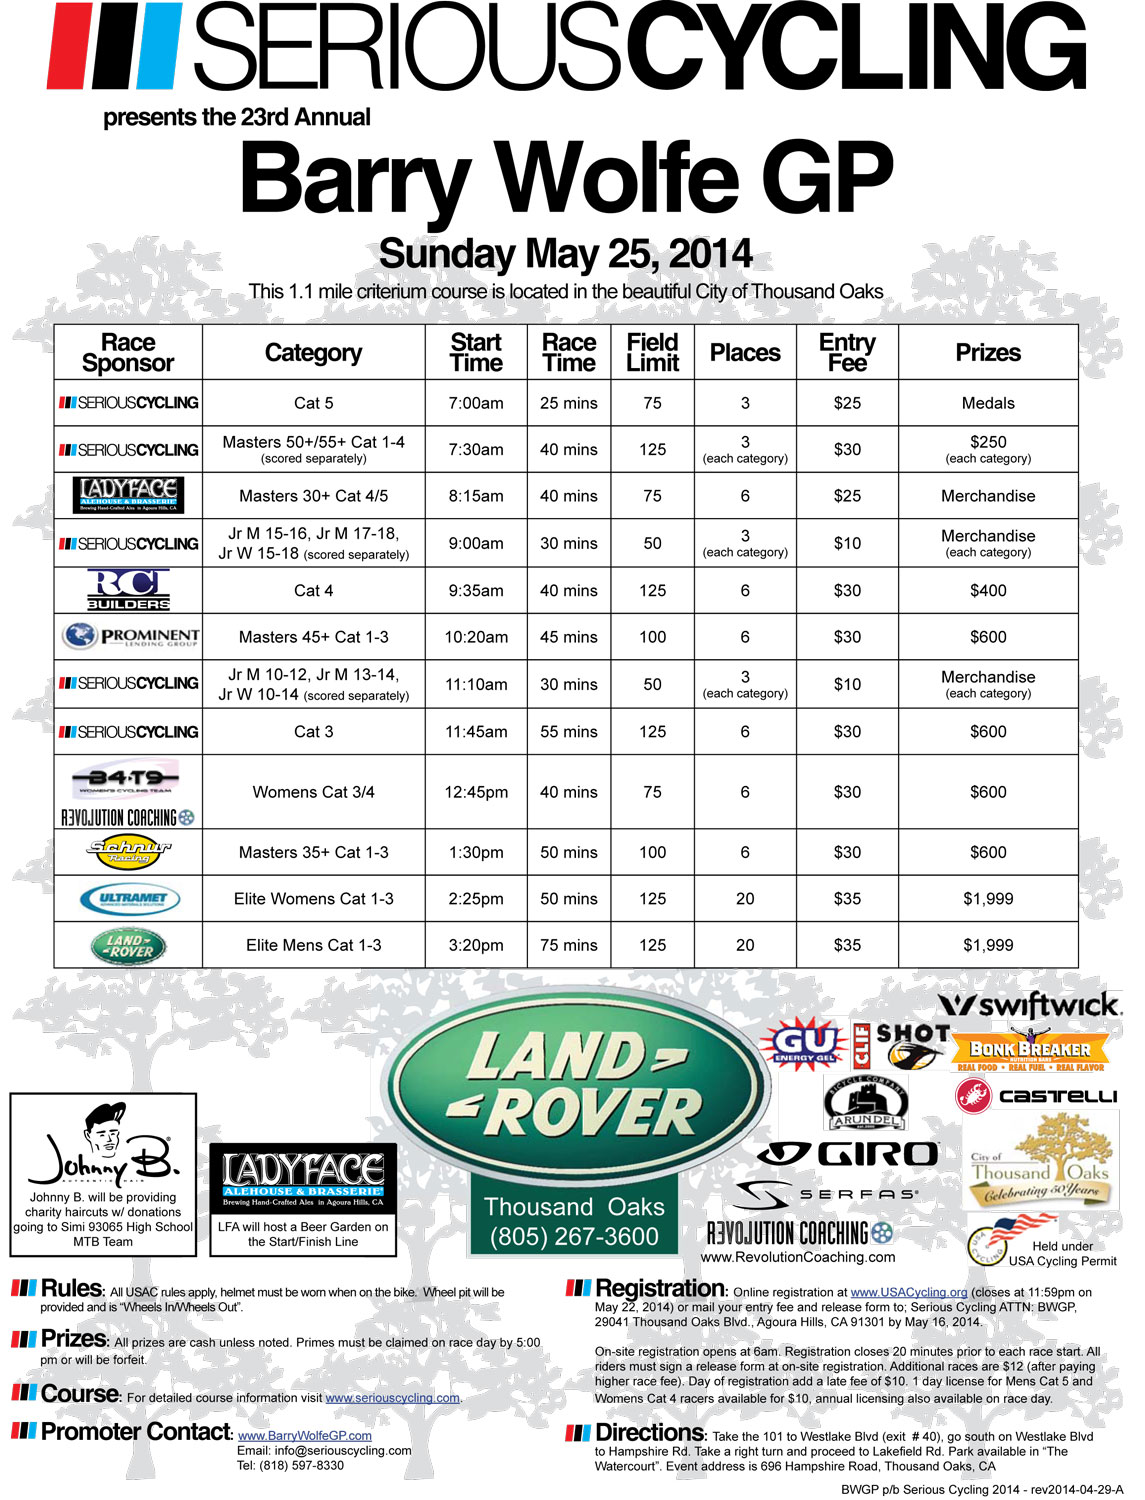 SERIOUSCYCLING
presents the 23rd Annual
Barry Wolfe GP
Sunday May 25, 2014
This 1.1 mile criterium course is located in the beautiful City of Thousand Oaks
Race Sponsor Category Start Time Race Time Field Limit Places Entry Fee Prizes
SERIOUSCYCLING Cat 5 7:00am 25 mins 75 3 $25 Medals
SERIOUSCYCLING Masters 50+/55+ Cat 1-4 (scored separately) 7:30am 40 mins 125 3 (each category) $30 $250 (each category)
LADYFACE ALEHOUSE & BRASSERIE Brewing Hand-Crafted Ales in Agoura Hills, CA Masters 30+ Cat 4/5 8:15am 40 mins 75 6 $25 Merchandise
SERIOUSCYCLING Jr M 15-16, Jr M 17-18, Jr W 15-18 (scored separately) 9:00am 30 mins 50 3 (each category) $10 Merchandise (each category)
RCI BUILDERS Cat 4 9:35am 40 mins 125 6 $30 $400
PROMINENT LENDING GROUP Masters 45+ Cat 1-3 10:20am 45 mins 100 6 $30 $600
SERIOUSCYCLING Jr M 10-12, Jr M 13-14, Jr W 10-14 (scored separately) 11:10am 30 mins 50 3 (each category) $10 Merchandise (each category)
SERIOUSCYCLING Cat 3 11:45am 55 mins 125 6 $30 $600
B4-T9 WOMEN'S CYCLING TEAM REVOLUTION COACHING Womens Cat 3/4 12:45pm 40 mins 75 6 $30 $600
Schnur Racing Masters 35+ Cat 1-3 1:30pm 50 mins 100 6 $30 $600
ULTRAMET ADVANCED MATERIALS SOLUTIONS Elite Womens Cat 1-3 2:25pm 50 mins 125 20 $35 $1,999
LAND ROVER Elite Mens Cat 1-3 3:20pm 75 mins 125 20 $35 $1,999
Johnny B.
AUTHENTIC HAIR
Johnny B. will be providing
charity haircuts w/ donations
going to Simi 93065 High School
MTB Team
LADYFACE
ALEHOUSE & BRASSERIE
Brewing Hand-Crafted Ales in Agoura Hills, CA
LFA will host a Beer Garden on
the Start/Finish Line
LAND
ROVER
Thousand Oaks
(805) 267-3600
swiftwick
GU
ENERGY GEL
CLIF
SHOT
BONK BREAKER
NUTRITION BARS
REAL FOOD • REAL FUEL • REAL FLAVOR
BICYCLE COMPANY
ARUNDEL
Castelli
GIRO
SERFAS
City of
Thousand Oaks
Celebrating 50 Years
REVOLUTION COACHING
www.RevolutionCoaching.com
USA CYCLING
Held under
USA Cycling Permit
Rules: All USAC rules apply, helmet must be worn when on the bike. Wheel pit will be
provided and is “Wheels In/Wheels Out”.
Prizes: All prizes are cash unless noted. Primes must be claimed on race day by 5:00
pm or will be forfeit.
Course: For detailed course information visit www.seriouscycling.com.
Promoter Contact: www.BarryWolfeGP.com
Email: info@seriouscycling.com
Tel: (818) 597-8330
Registration: Online registration at www.USACycling.org (closes at 11:59pm on
May 22, 2014) or mail your entry fee and release form to; Serious Cycling ATTN: BWGP,
29041 Thousand Oaks Blvd., Agoura Hills, CA 91301 by May 16, 2014.
On-site registration opens at 6am. Registration closes 20 minutes prior to each race start. All
riders must sign a release form at on-site registration. Additional races are $12 (after paying
higher race fee). Day of registration add a late fee of $10. 1 day license for Mens Cat 5 and
Womens Cat 4 racers available for $10, annual licensing also available on race day.
Directions: Take the 101 to Westlake Blvd (exit # 40), go south on Westlake Blvd
to Hampshire Rd. Take a right turn and proceed to Lakefield Rd. Park available in “The
Watercourt”. Event address is 696 Hampshire Road, Thousand Oaks, CA
BWGP p/b Serious Cycling 2014 - rev2014-04-29-A